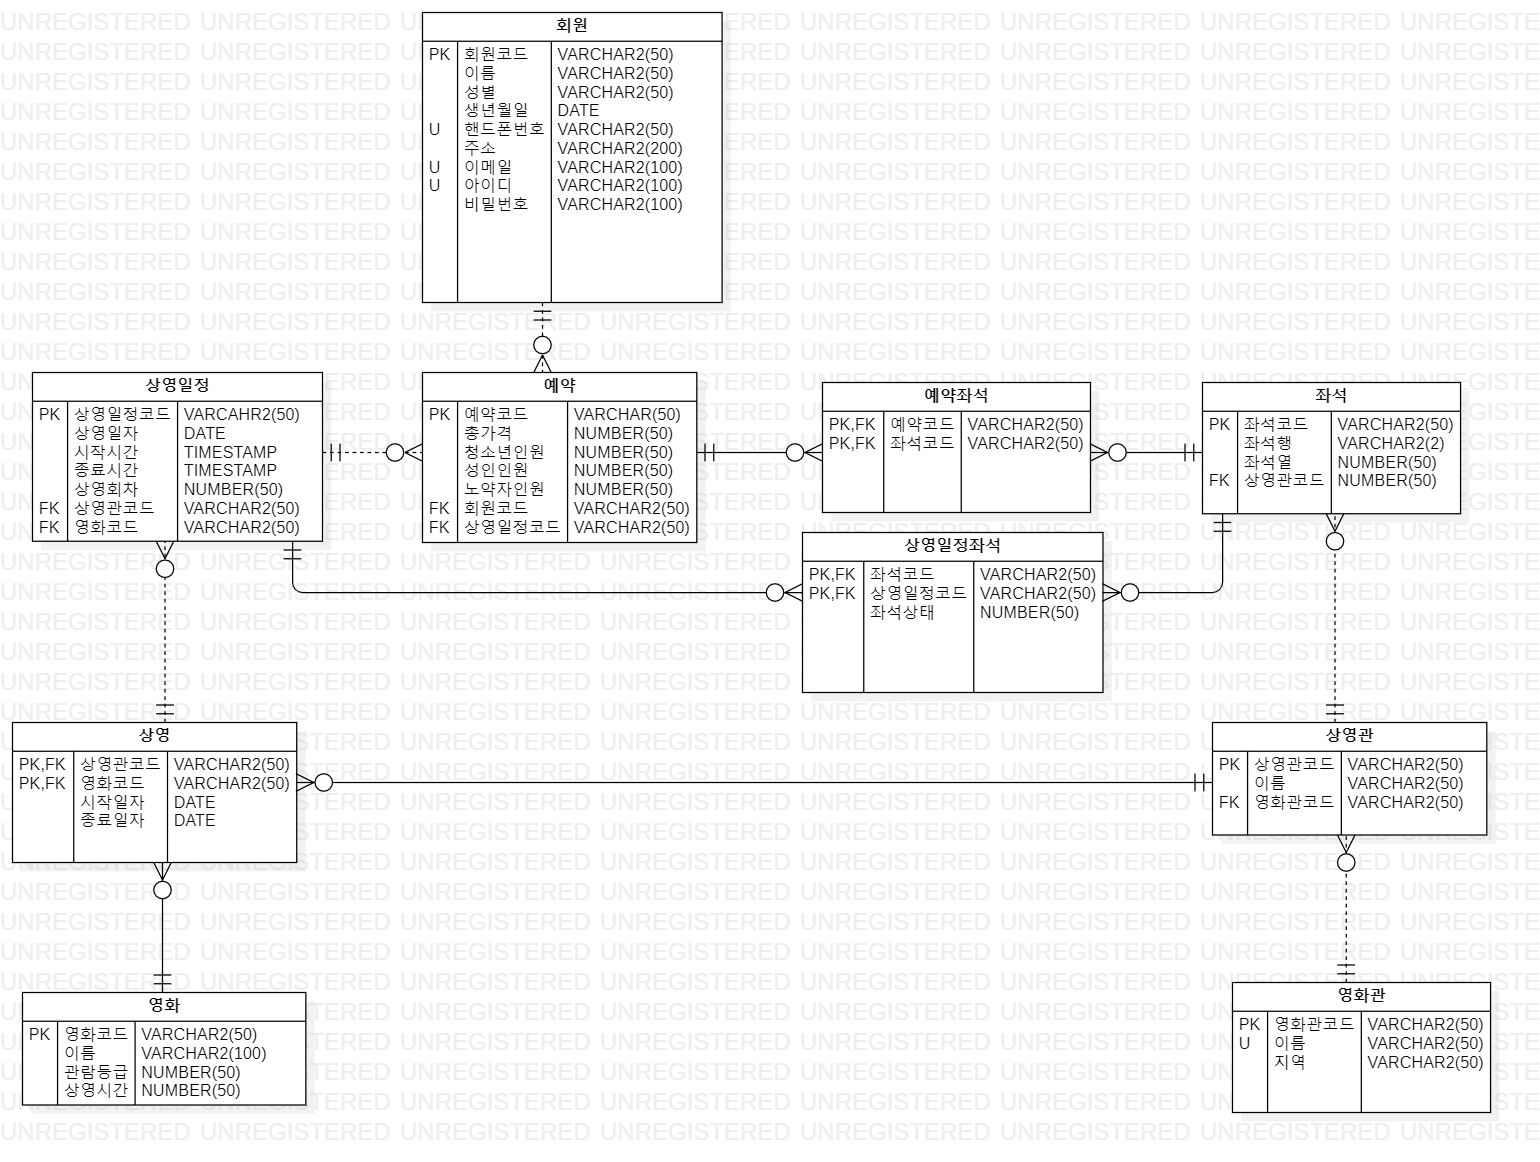 회원
PK 회원코드 VARCHAR2(50)
이름 VARCHAR2(50)
성별 VARCHAR2(50)
생년월일 DATE
U 핸드폰번호 VARCHAR2(50)
주소 VARCHAR2(200)
U 이메일 VARCHAR2(100)
U 아이디 VARCHAR2(100)
비밀번호 VARCHAR2(100)
상영일정
PK 상영일정코드 VARCAHR2(50)
상영일자 DATE
시작시간 TIMESTAMP
종료시간 TIMESTAMP
상영회차 NUMBER(50)
FK 상영관코드 VARCHAR2(50)
FK 영화코드 VARCHAR2(50)
예약
PK 예약코드 VARCHAR(50)
총가격 NUMBER(50)
청소년인원 NUMBER(50)
성인인원 NUMBER(50)
노약자인원 NUMBER(50)
FK 회원코드 VARCHAR2(50)
FK 상영일정코드 VARCHAR2(50)
예약좌석
PK,FK 예약코드 VARCHAR2(50)
PK,FK 좌석코드 VARCHAR2(50)
좌석
PK 좌석코드 VARCHAR2(50)
좌석행 VARCHAR2(2)
좌석열 NUMBER(50)
FK 상영관코드 NUMBER(50)
상영일정좌석
PK,FK 좌석코드 VARCHAR2(50)
PK,FK 상영일정코드 VARCHAR2(50)
좌석상태 NUMBER(50)
상영
PK,FK 상영관코드 VARCHAR2(50)
PK,FK 영화코드 VARCHAR2(50)
시작일자 DATE
종료일자 DATE
상영관
PK 상영관코드 VARCHAR2(50)
이름 VARCHAR2(50)
FK 영화관코드 VARCHAR2(50)
영화
PK 영화코드 VARCHAR2(50)
이름 VARCHAR2(100)
관람등급 NUMBER(50)
상영시간 NUMBER(50)
영화관
PK 영화관코드 VARCHAR2(50)
U 이름 VARCHAR2(50)
지역 VARCHAR2(50)
UNREGISTERED